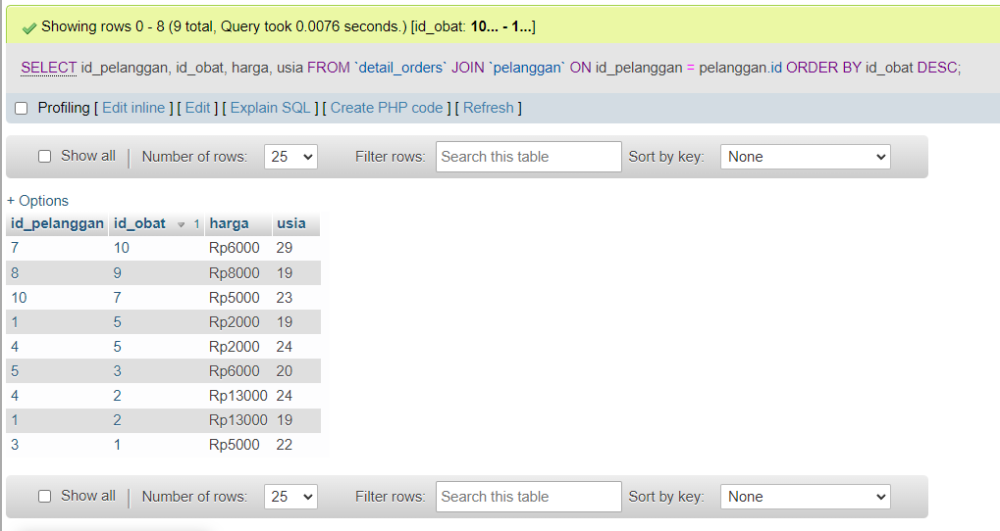 Showing rows 0 - 8 (9 total, Query took 0.0076 seconds.) [id_obat: 10... - 1...]
SELECT id_pelanggan, id_obat, harga, usia FROM `detail_orders` JOIN `pelanggan` ON id_pelanggan = pelanggan.id ORDER BY id_obat DESC;
Profiling [ Edit inline ] [ Edit ] [ Explain SQL ] [ Create PHP code ] [ Refresh ]
Show all Number of rows: 25 Filter rows: Search this table Sort by key: None
+ Options
id_pelanggan id_obat 1 harga usia
7 10 Rp6000 29
8 9 Rp8000 19
10 7 Rp5000 23
1 5 Rp2000 19
4 5 Rp2000 24
5 3 Rp6000 20
4 2 Rp13000 24
1 2 Rp13000 19
3 1 Rp5000 22
Show all Number of rows: 25 Filter rows: Search this table Sort by key: None